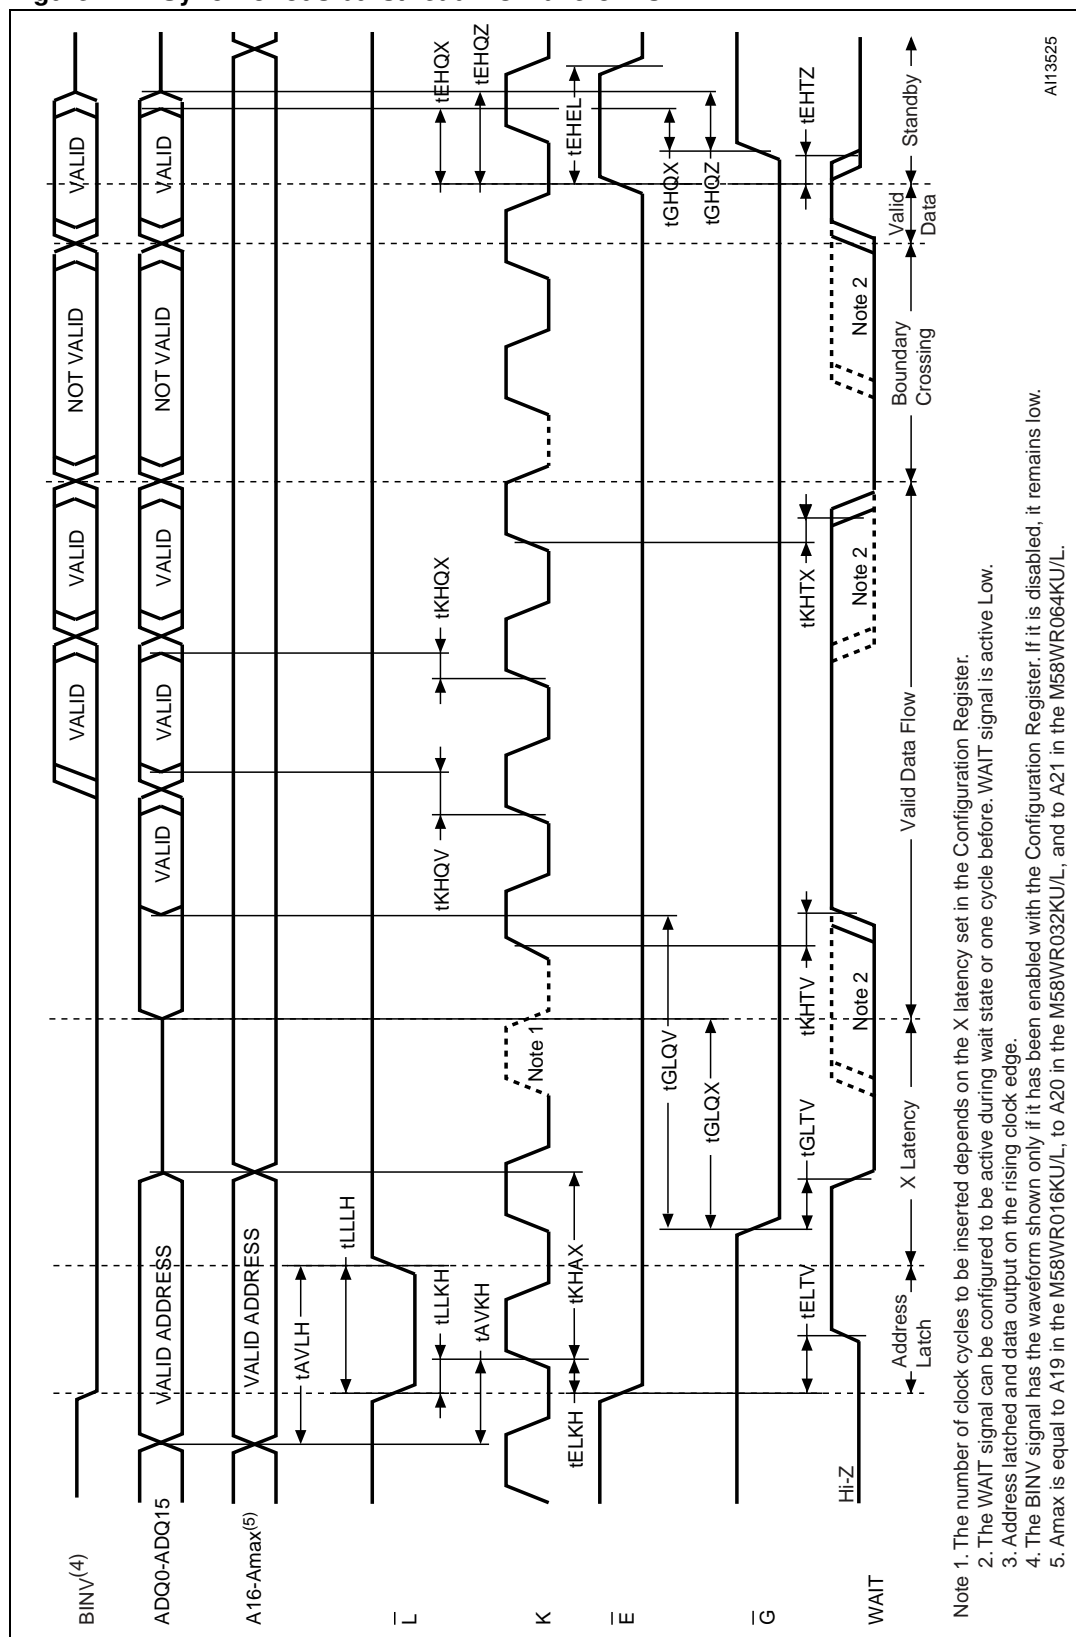 BINV(4)
VALID
VALID
NOT VALID
VALID
ADQ0-ADQ15
VALID ADDRESS
VALID
VALID
VALID
NOT VALID
VALID
A16-Amax(5)
VALID ADDRESS
tAVLH
tLLLH
L
tLLKH
tAVKH
tKHQV
tKHQX
tEHQX
tEHQZ
K
Note 1
tELKH
tKHAX
tEHEL
E
tGLQV
tGLQX
tGHQX
tGHQZ
G
tELTV
tGLTV
tKHTV
tKHTX
tEHTZ
Hi-Z
Note 2
Note 2
Note 2
WAIT
Address
Latch
X Latency
Valid Data Flow
Boundary
Crossing
Valid
Data
Standby
Note 1. The number of clock cycles to be inserted depends on the X latency set in the Configuration Register.
2. The WAIT signal can be configured to be active during wait state or one cycle before. WAIT signal is active Low.
3. Address latched and data output on the rising clock edge.
4. The BINV signal has the waveform shown only if it has been enabled with the Configuration Register. If it is disabled, it remains low.
5. Amax is equal to A19 in the M58WR016KU/L, to A20 in the M58WR032KU/L, and to A21 in the M58WR064KU/L.
AI13525